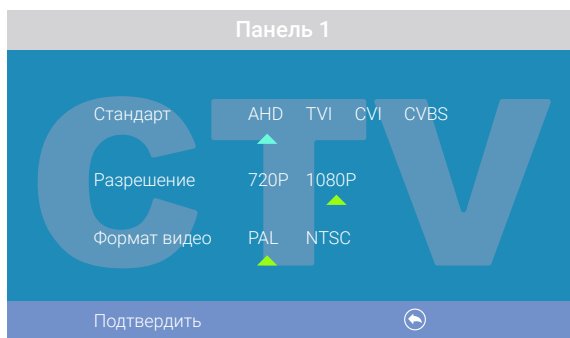 Панель 1
CTV
Стандарт AHD TVI CVI CVBS
Разрешение 720P 1080P
Формат видео PAL NTSC
Подтвердить